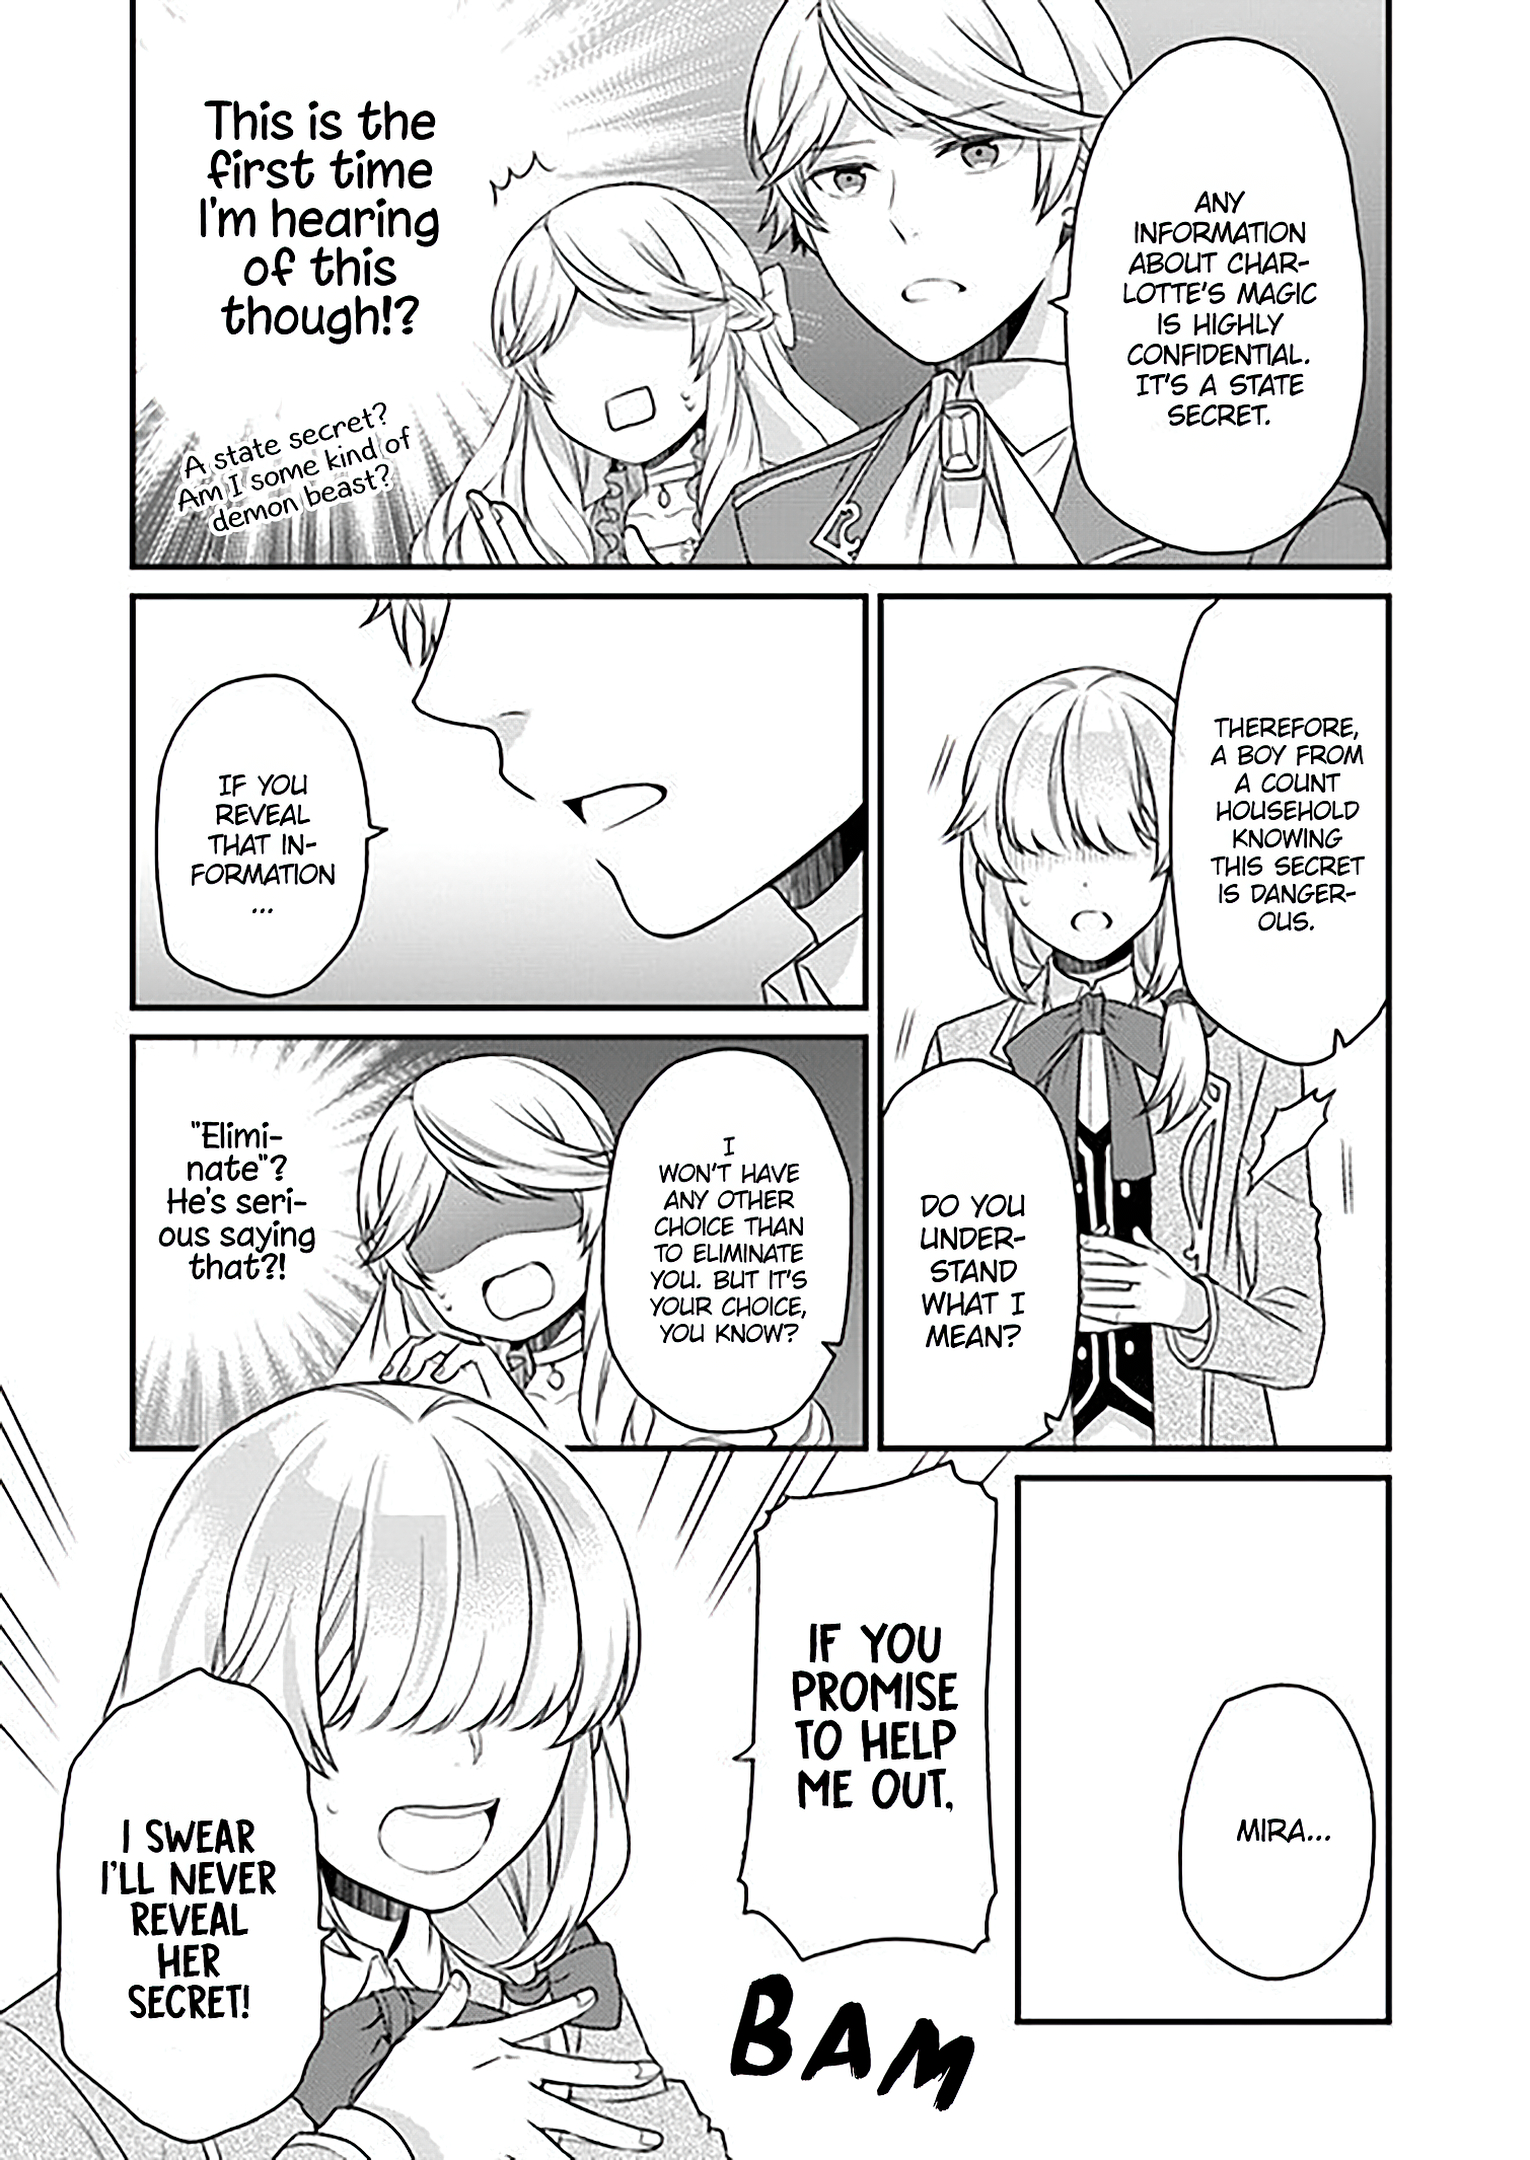 ANY
INFORMATION
ABOUT CHAR-
LOTTE'S MAGIC
IS HIGHLY
CONFIDENTIAL.
IT'S A STATE
SECRET.
This is the
first time
I'm hearing
of this
though!?
A state secret?
Am I some kind of
demon beast?
THEREFORE,
A BOY FROM
A COUNT
HOUSEHOLD
KNOWING
THIS SECRET
IS DANGER-
OUS.
DO YOU
UNDER-
STAND
WHAT I
MEAN?
IF YOU
REVEAL
THAT IN-
FORMATION
...
I
WON'T HAVE
ANY OTHER
CHOICE THAN
TO ELIMINATE
YOU. BUT IT'S
YOUR CHOICE,
YOU KNOW?
"Elimi-
nate"?
He's seri-
ous saying
that?!
MIRA...
IF YOU
PROMISE
TO HELP
ME OUT,
I SWEAR
I'LL NEVER
REVEAL
HER
SECRET!
BAM